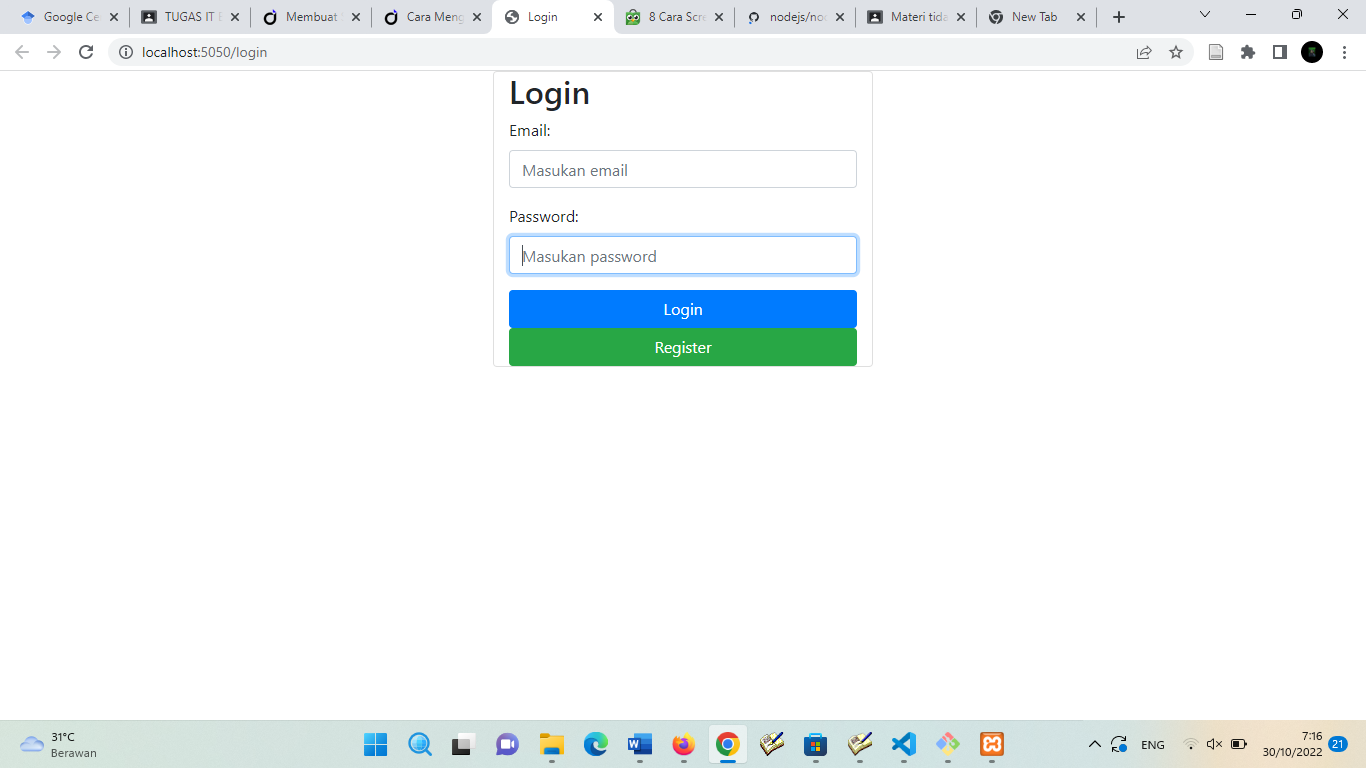 Google Ce
TUGAS IT E
Membuat
Cara Meng
Login
8 Cara Scre
nodejs/no
Materi tida
New Tab
localhost:5050/login
Login
Email:
Masukan email
Password:
Masukan password
Login
Register
31°C
Berawan
ENG
7:16
30/10/2022
21